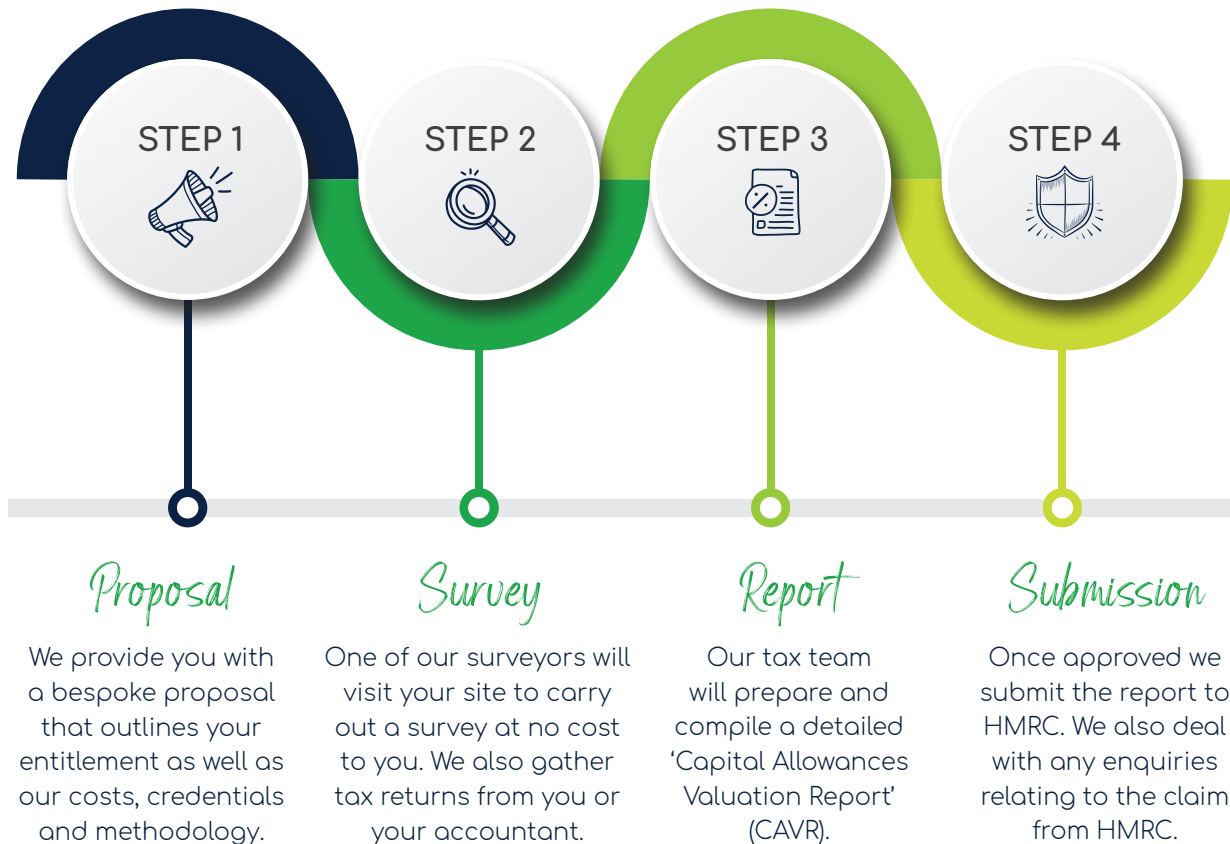 STEP 1
STEP 2
STEP 3
STEP 4
Proposal
We provide you with
a bespoke proposal
that outlines your
entitlement as well as
our costs, credentials
and methodology.
Survey
One of our surveyors will
visit your site to carry
out a survey at no cost
to you. We also gather
tax returns from you or
your accountant.
Report
Our tax team
will prepare and
compile a detailed
‘Capital Allowances
Valuation Report’
(CAVR).
Submission
Once approved we
submit the report to
HMRC. We also deal
with any enquiries
relating to the claim
from HMRC.